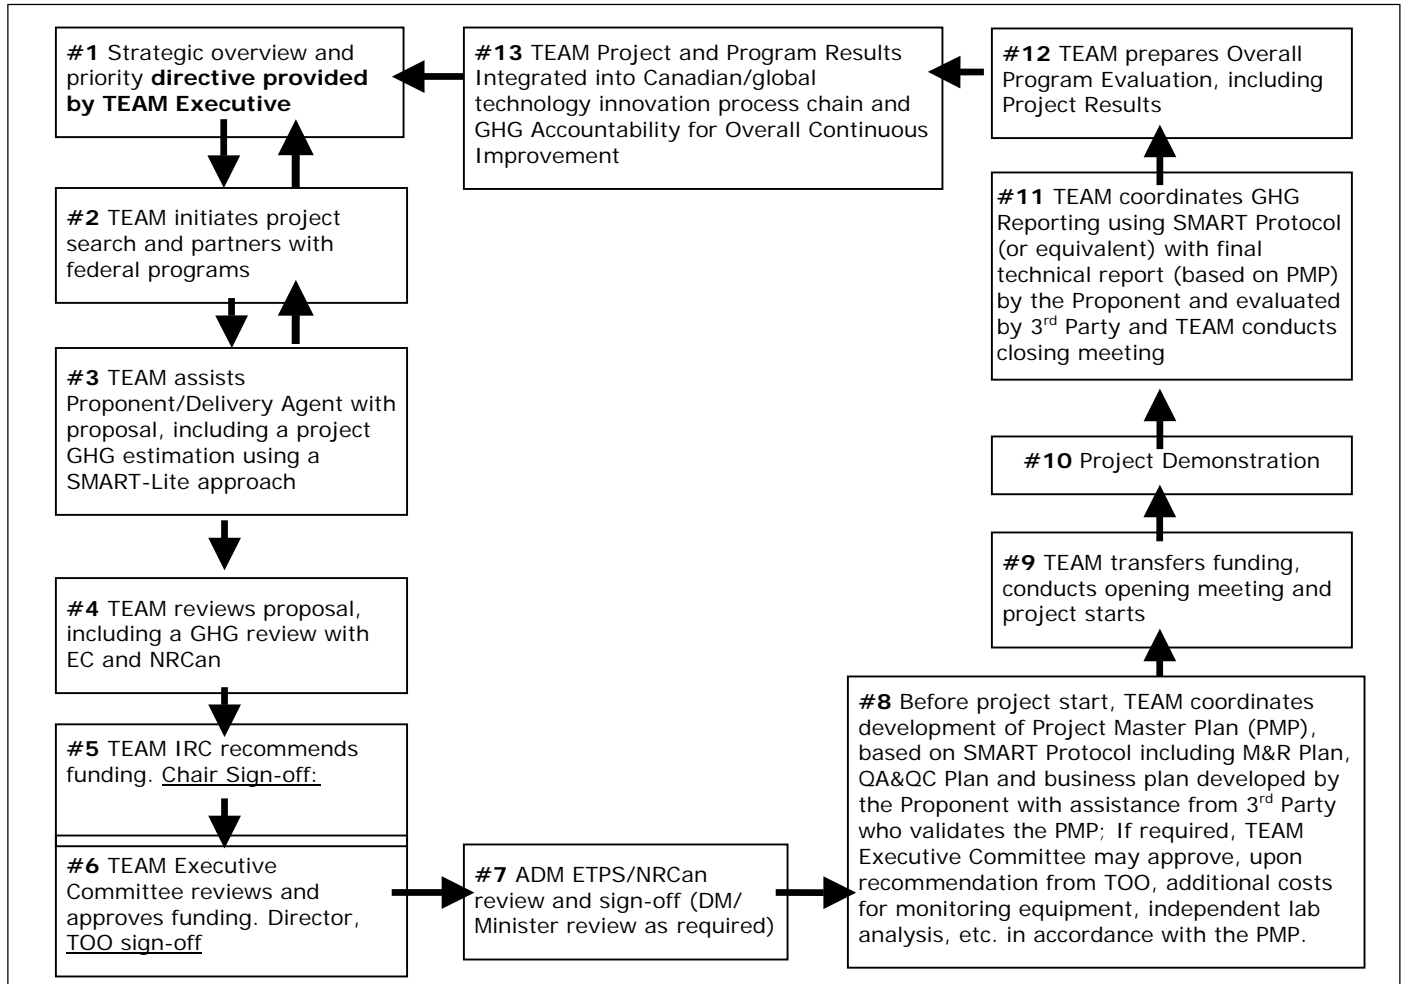 #1 Strategic overview and
priority directive provided
by TEAM Executive
#2 TEAM initiates project
search and partners with
federal programs
#3 TEAM assists
Proponent/Delivery Agent with
proposal, including a project
GHG estimation using a
SMART-Lite approach
#4 TEAM reviews proposal,
including a GHG review with
EC and NRCan
#5 TEAM IRC recommends
funding. Chair Sign-off:
#6 TEAM Executive
Committee reviews and
approves funding. Director,
TOO sign-off
#7 ADM ETPS/NRCan
review and sign-off (DM/
Minister review as required)
#8 Before project start, TEAM coordinates
development of Project Master Plan (PMP),
based on SMART Protocol including M&R Plan,
QA&QC Plan and business plan developed by
the Proponent with assistance from 3rd Party
who validates the PMP; If required, TEAM
Executive Committee may approve, upon
recommendation from TOO, additional costs
for monitoring equipment, independent lab
analysis, etc. in accordance with the PMP.
#9 TEAM transfers funding,
conducts opening meeting and
project starts
#10 Project Demonstration
#11 TEAM coordinates GHG
Reporting using SMART Protocol
(or equivalent) with final
technical report (based on PMP)
by the Proponent and evaluated
by 3rd Party and TEAM conducts
closing meeting
#12 TEAM prepares Overall
Program Evaluation, including
Project Results
#13 TEAM Project and Program Results
Integrated into Canadian/global
technology innovation process chain and
GHG Accountability for Overall Continuous
Improvement